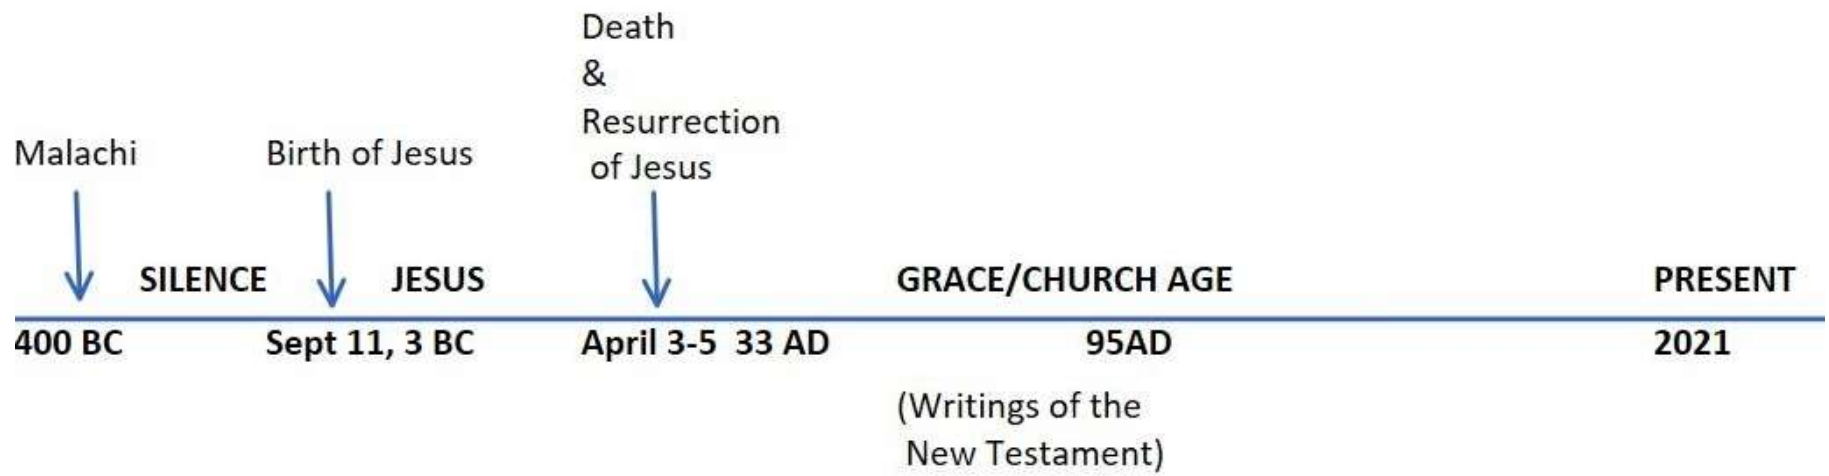 Death
&
Resurrection
of Jesus
Malachi
Birth of Jesus
SILENCE
JESUS
GRACE/CHURCH AGE
PRESENT
400 BC
Sept 11, 3 BC
April 3-5 33 AD
95AD
2021
(Writings of the
New Testament)